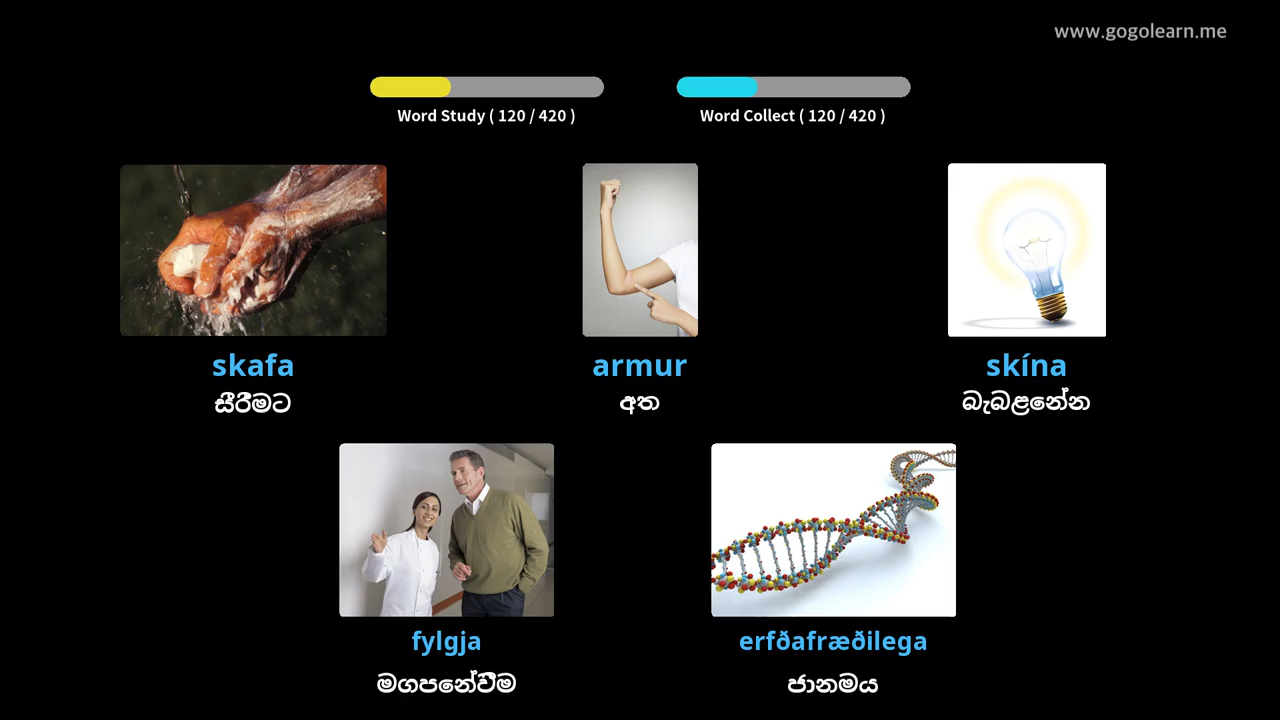 www.gogolearn.me
Word Study ( 120 / 420 )
Word Collect ( 120 / 420 )
skafa
සීරීමට
armur
අත
skína
බැබළනේන
fylgja
මගපනේවීම
erfðafræðilega
ජානමය